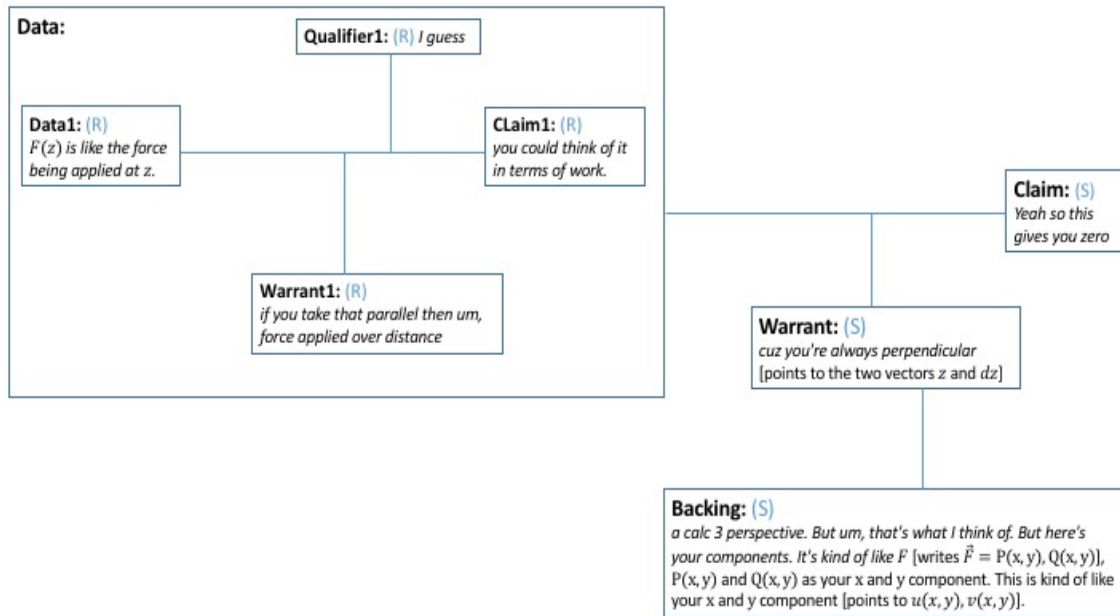 Data:
Qualifier1: (R) I guess
Data1: (R)
F(z) is like the force
being applied at z.
CLaim1: (R)
you could think of it
in terms of work.
Warrant1: (R)
if you take that parallel then um,
force applied over distance
Claim: (S)
Yeah so this
gives you zero
Warrant: (S)
cuz you're always perpendicular
[points to the two vectors z and dz]
Backing: (S)
a calc 3 perspective. But um, that's what I think of. But here's
your components. It's kind of like F [writes F⃗ = P(x, y), Q(x, y)],
P(x, y) and Q(x, y) as your x and y component. This is kind of like
your x and y component [points to u(x, y), v(x, y)].